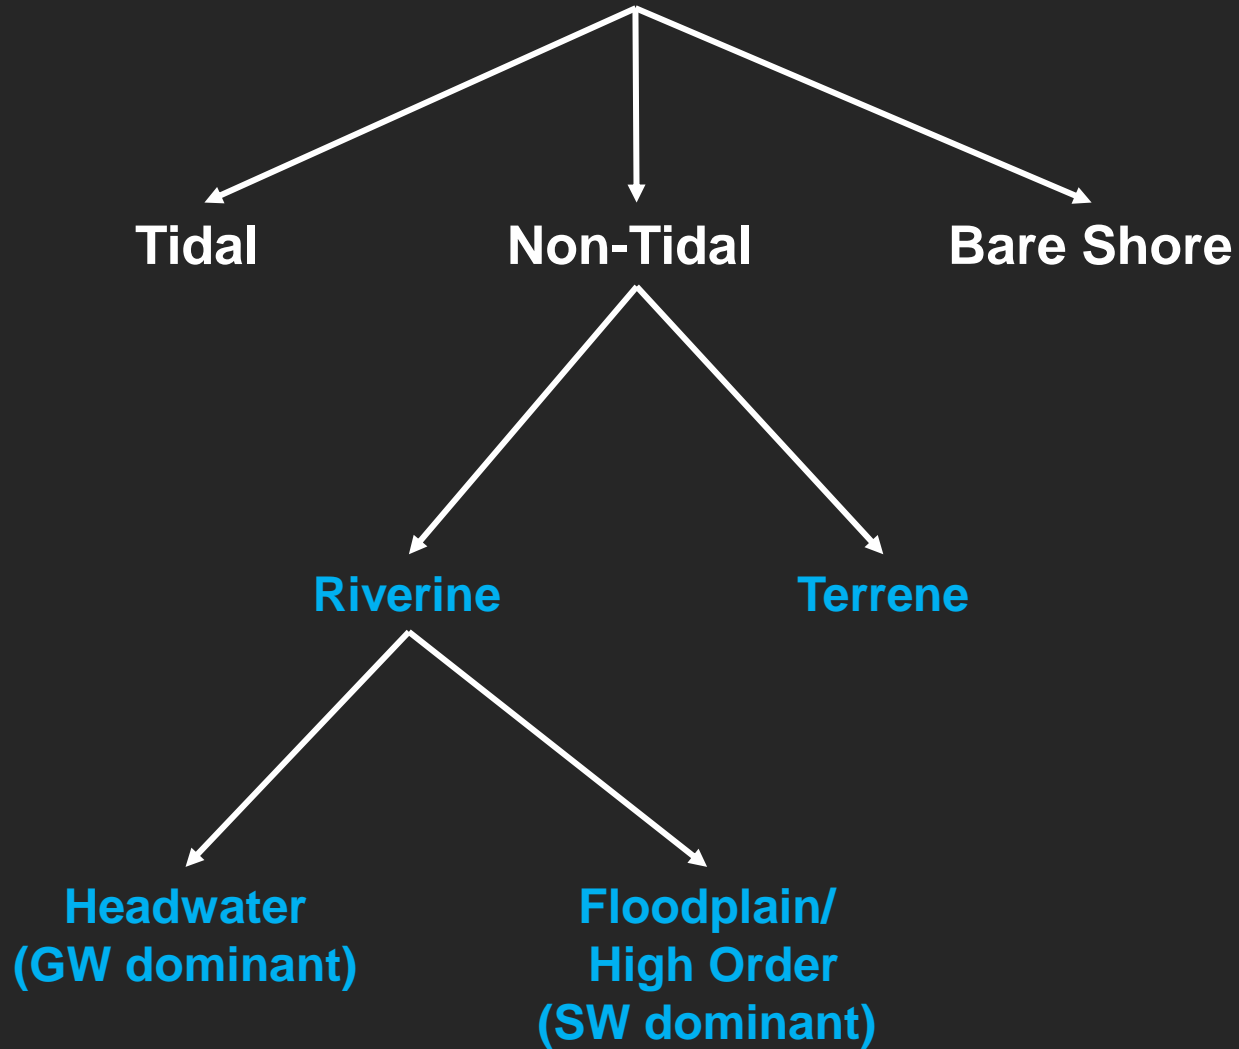 Tidal
Non-Tidal
Bare Shore
Riverine
Terrene
Headwater
(GW dominant)
Floodplain/
High Order
(SW dominant)